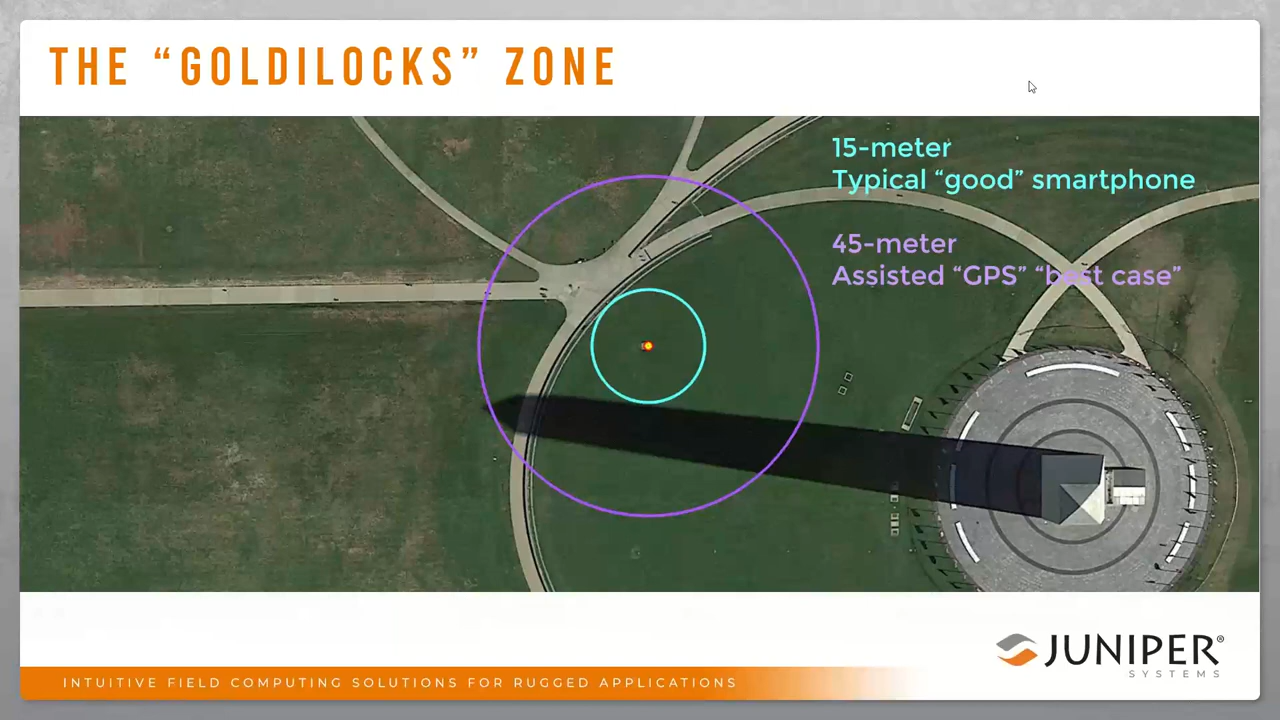 THE “GOLDILOCKS” ZONE
15-meter
Typical “good” smartphone
45-meter
Assisted “GPS” “best case”
JUNIPER®
SYSTEMS
INTUITIVE FIELD COMPUTING SOLUTIONS FOR RUGGED APPLICATIONS